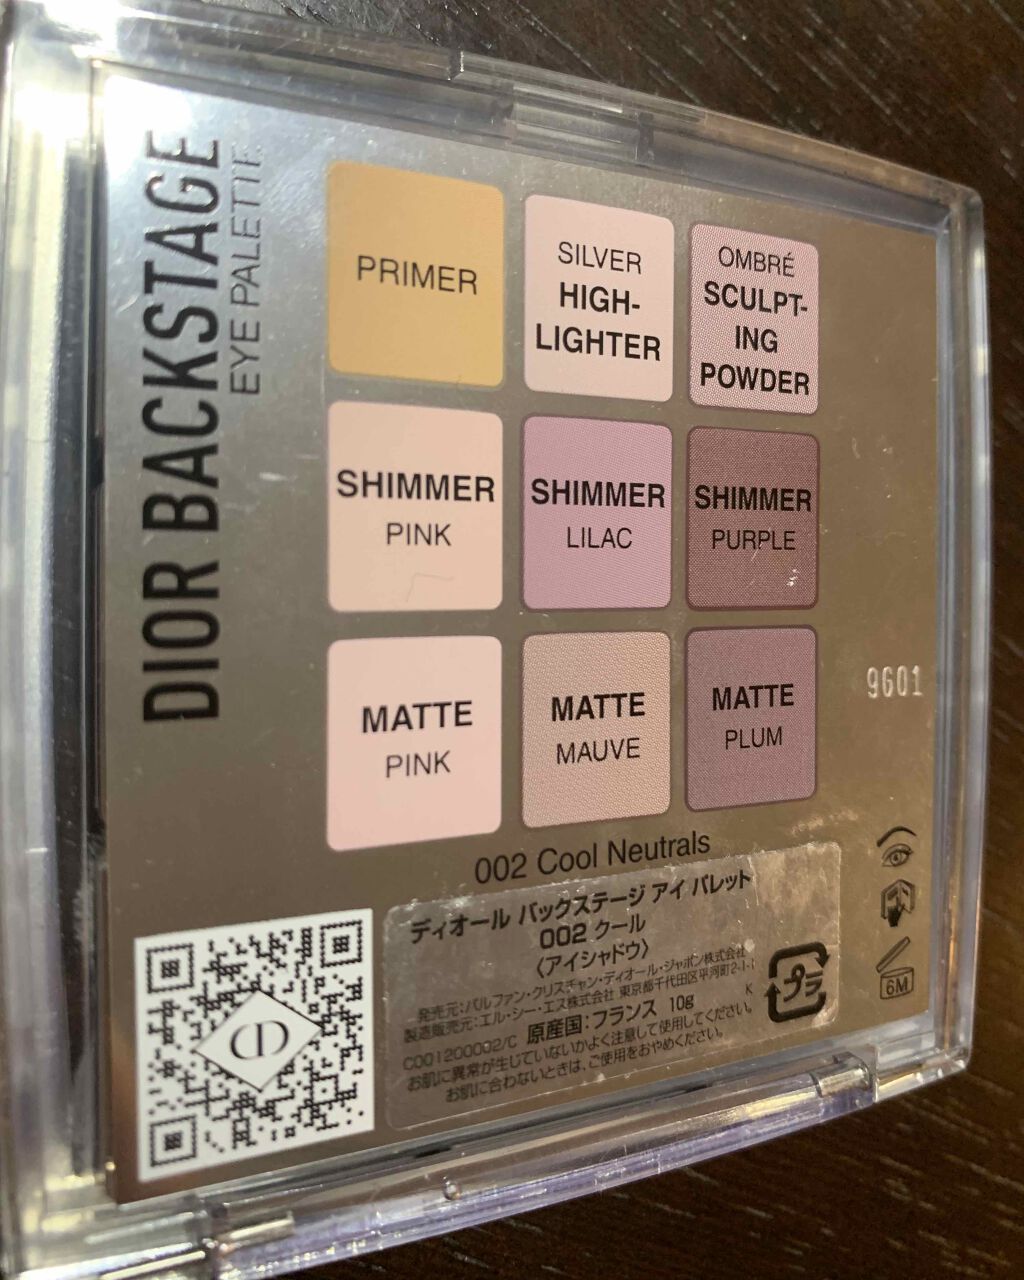 DIOR BACKSTAGE
EYE PALETTE
PRIMER
SILVER
HIGH-
LIGHTER
OMBRÉ
SCULPT-
ING
POWDER
SHIMMER
PINK
SHIMMER
LILAC
SHIMMER
PURPLE
MATTE
PINK
MATTE
MAUVE
MATTE
PLUM
9601
002 Cool Neutrals
ディオール バックステージ アイ パレット
002 クール
〈アイシャドウ〉
発売元:パルファン・クリスチャン・ディオール・ジャポン株式会社
製造販売元:エル・シー・エス株式会社 東京都千代田区平河町2-1-1
C001200002/C 原産国:フランス 10g K
お肌に異常が生じていないかよく注意して使用してください。
お肌に合わないときは、ご使用をおやめください。
プラ
6M
CD